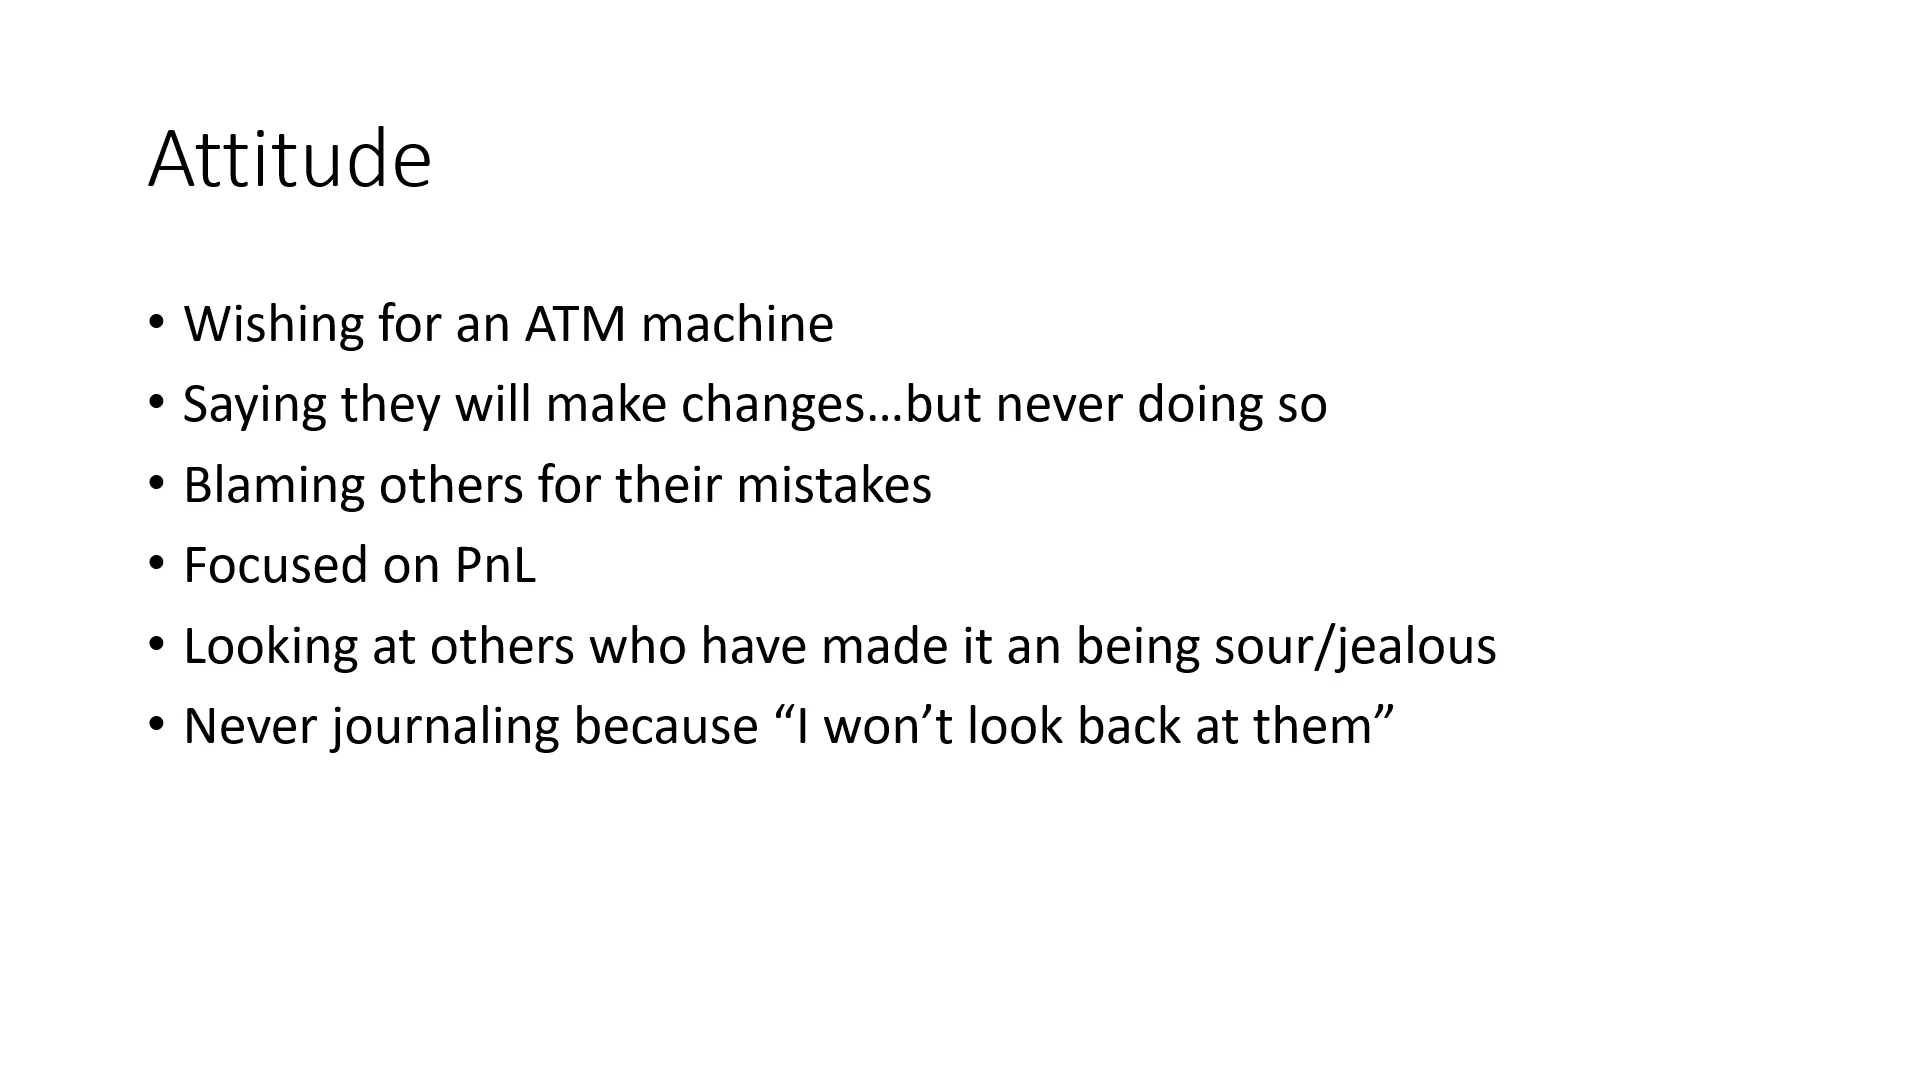 Attitude
• Wishing for an ATM machine
• Saying they will make changes…but never doing so
• Blaming others for their mistakes
• Focused on PnL
• Looking at others who have made it an being sour/jealous
• Never journaling because “I won’t look back at them”